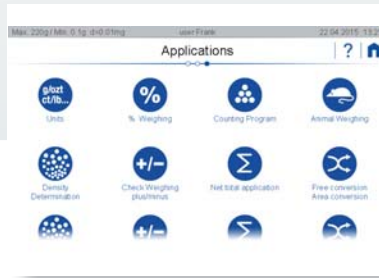 Max. 220g / Min. 0.1g d=0.01mg user Frank 22.04.2015 13:25
Applications ?
g/ozt ct/lb... % Σ
Units % Weighing Counting Program Animal Weighing
+/- Σ
Density Determination Check Weighing plus/minus Net total application Free conversion Area conversion
+/- Σ